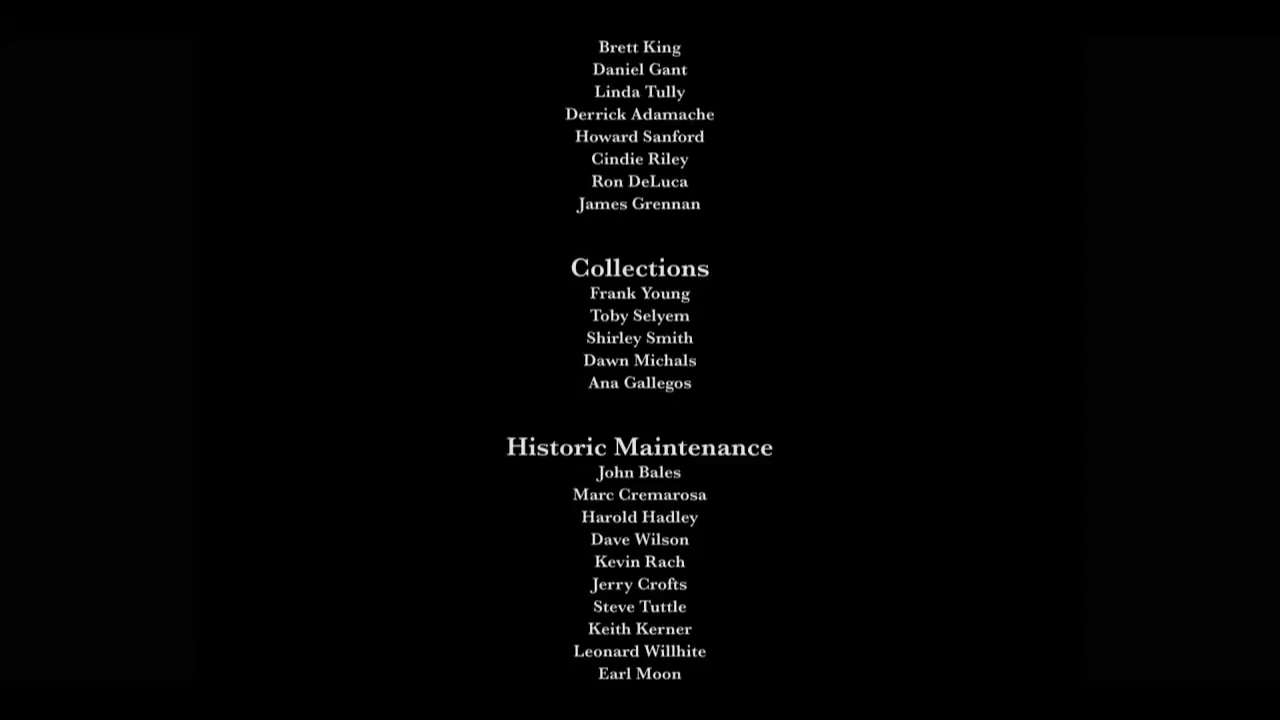 Brett King
Daniel Gant
Linda Tully
Derrick Adamache
Howard Sanford
Cindie Riley
Ron DeLuca
James Grennan
Collections
Frank Young
Toby Selyem
Shirley Smith
Dawn Michals
Ana Gallegos
Historic Maintenance
John Bales
Marc Cremarosa
Harold Hadley
Dave Wilson
Kevin Rach
Jerry Crofts
Steve Tuttle
Keith Kerner
Leonard Willhite
Earl Moon